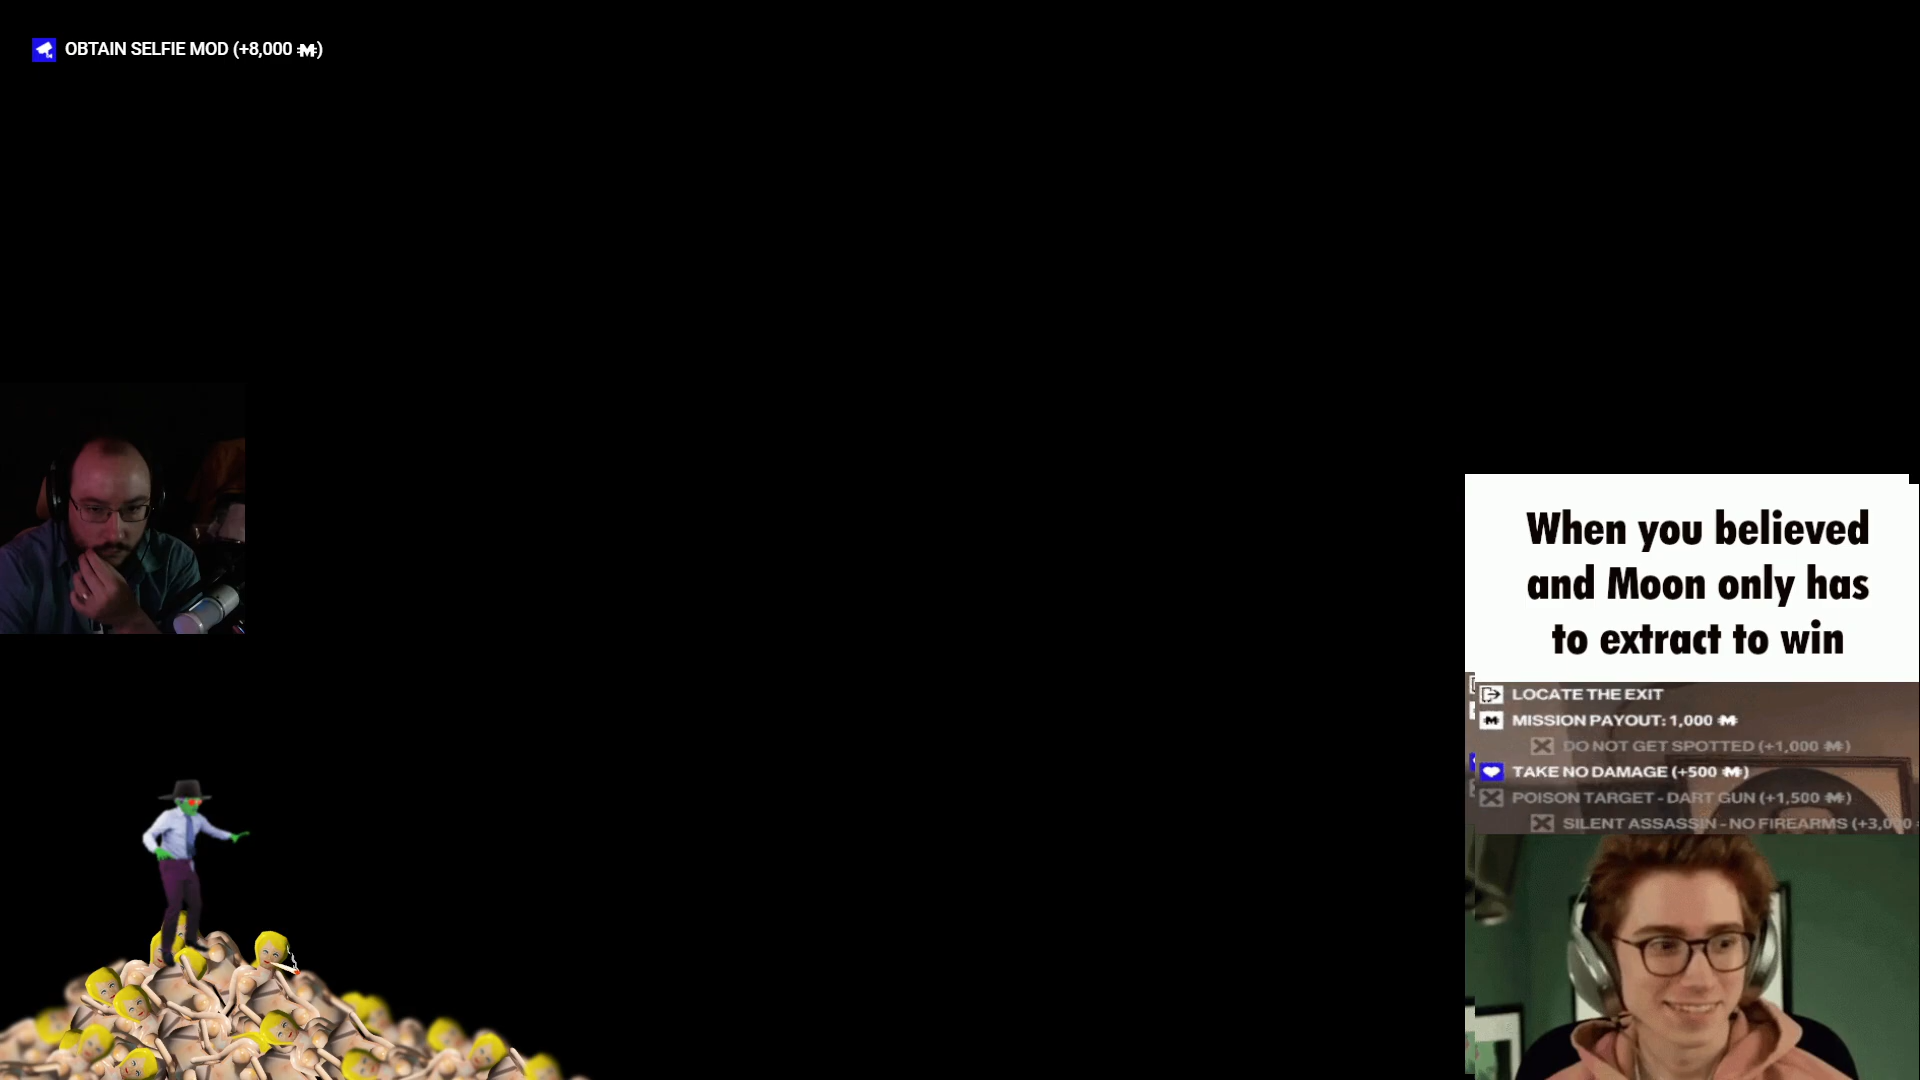 OBTAIN SELFIE MOD (+8,000 M)
When you believed
and Moon only has
to extract to win
LOCATE THE EXIT
MISSION PAYOUT: 1,000 M
DO NOT GET SPOTTED (+1,000 M)
TAKE NO DAMAGE (+500 M)
POISON TARGET - DART GUN (+1,500 M)
SILENT ASSASSIN - NO FIREARMS (+3,000